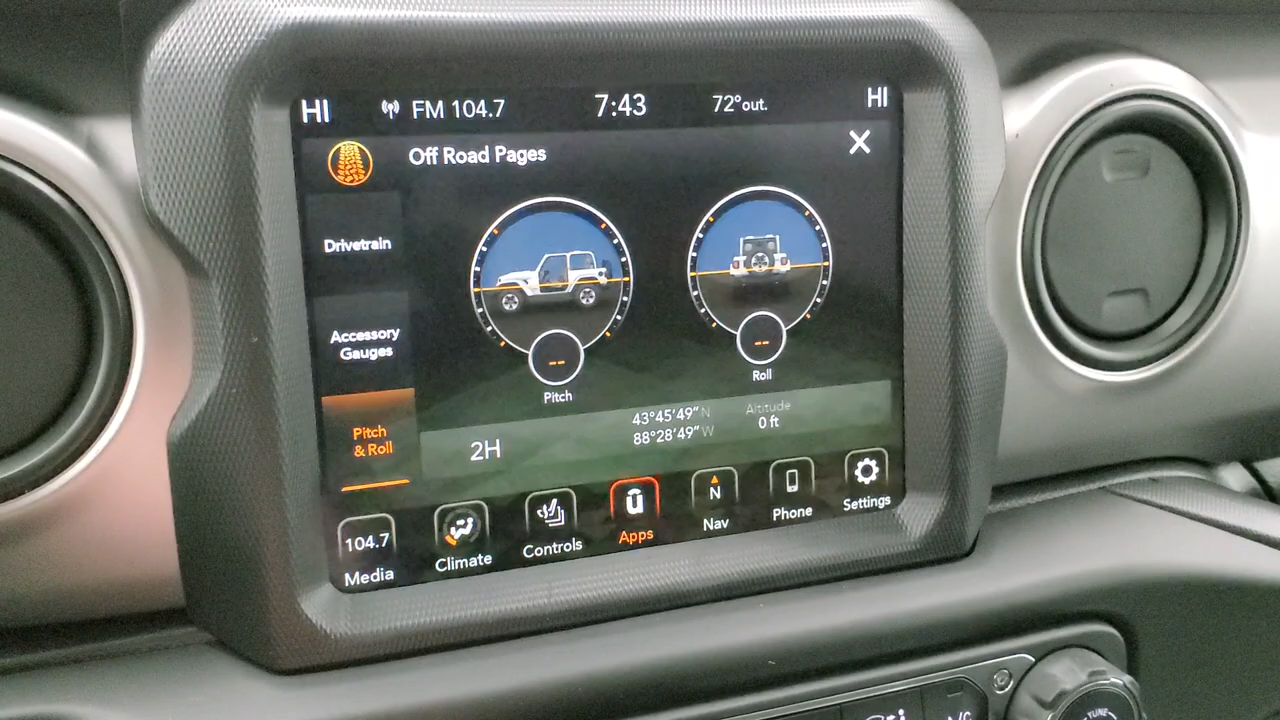 HI FM 104.7 7:43 72°out. HI
Off Road Pages
Drivetrain
Accessory
Gauges
Pitch
& Roll
--
Pitch
--
Roll
2H
43°45'49"N
88°28'49"W
Altitude
0 ft
104.7
Media
Climate
Controls
Apps
N
Nav
Phone
Settings
A/C
TUNE